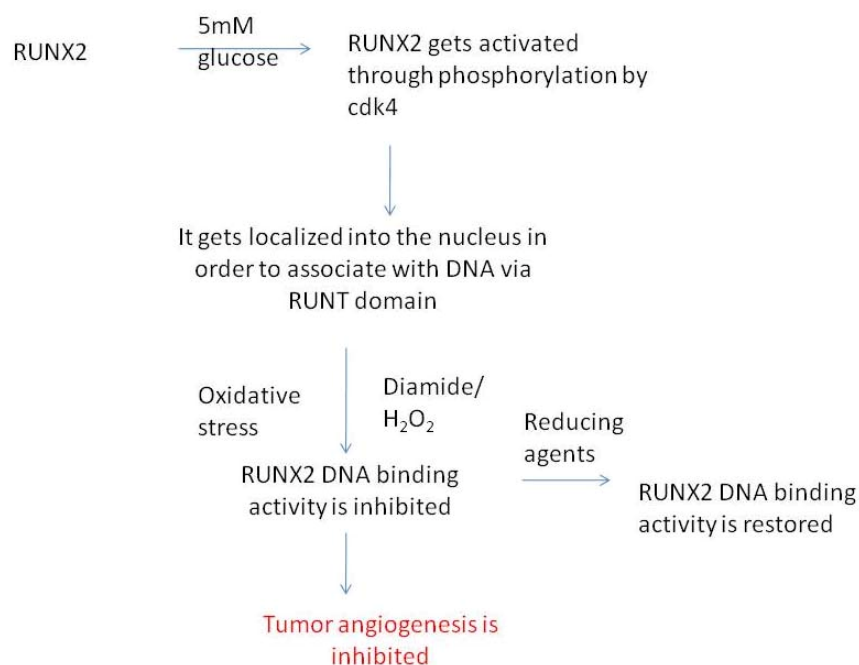 RUNX2
5mM
glucose
RUNX2 gets activated
through phosphorylation by
cdk4
It gets localized into the nucleus in
order to associate with DNA via
RUNT domain
Oxidative
stress
Diamide/
H₂O₂
Reducing
agents
RUNX2 DNA binding
activity is inhibited
RUNX2 DNA binding
activity is restored
Tumor angiogenesis is
inhibited